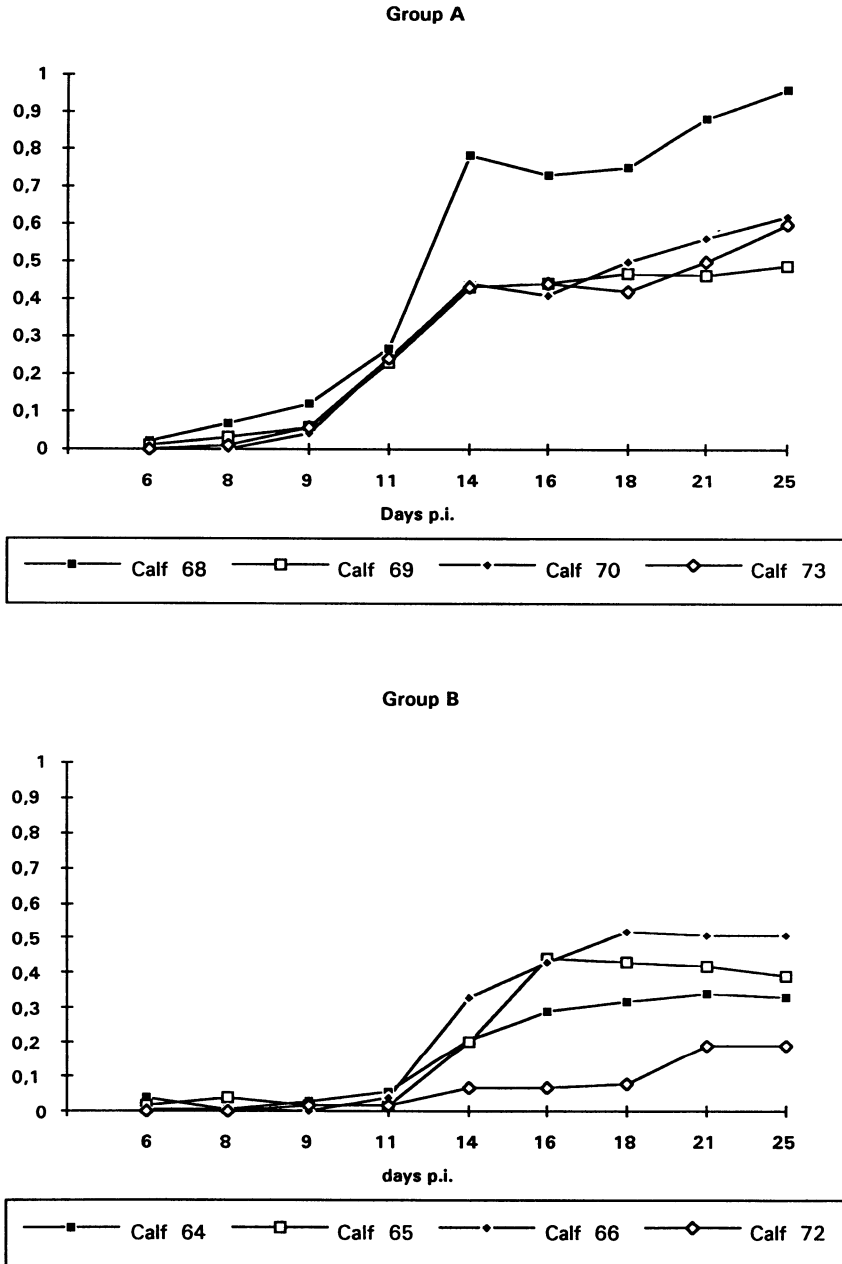 Group A
1
0,9
0,8
0,7
0,6
0,5
0,4
0,3
0,2
0,1
0
6 8 9 11 14 16 18 21 25
Days p.i.
Calf 68 Calf 69 Calf 70 Calf 73
Group B
1
0,9
0,8
0,7
0,6
0,5
0,4
0,3
0,2
0,1
0
6 8 9 11 14 16 18 21 25
days p.i.
Calf 64 Calf 65 Calf 66 Calf 72